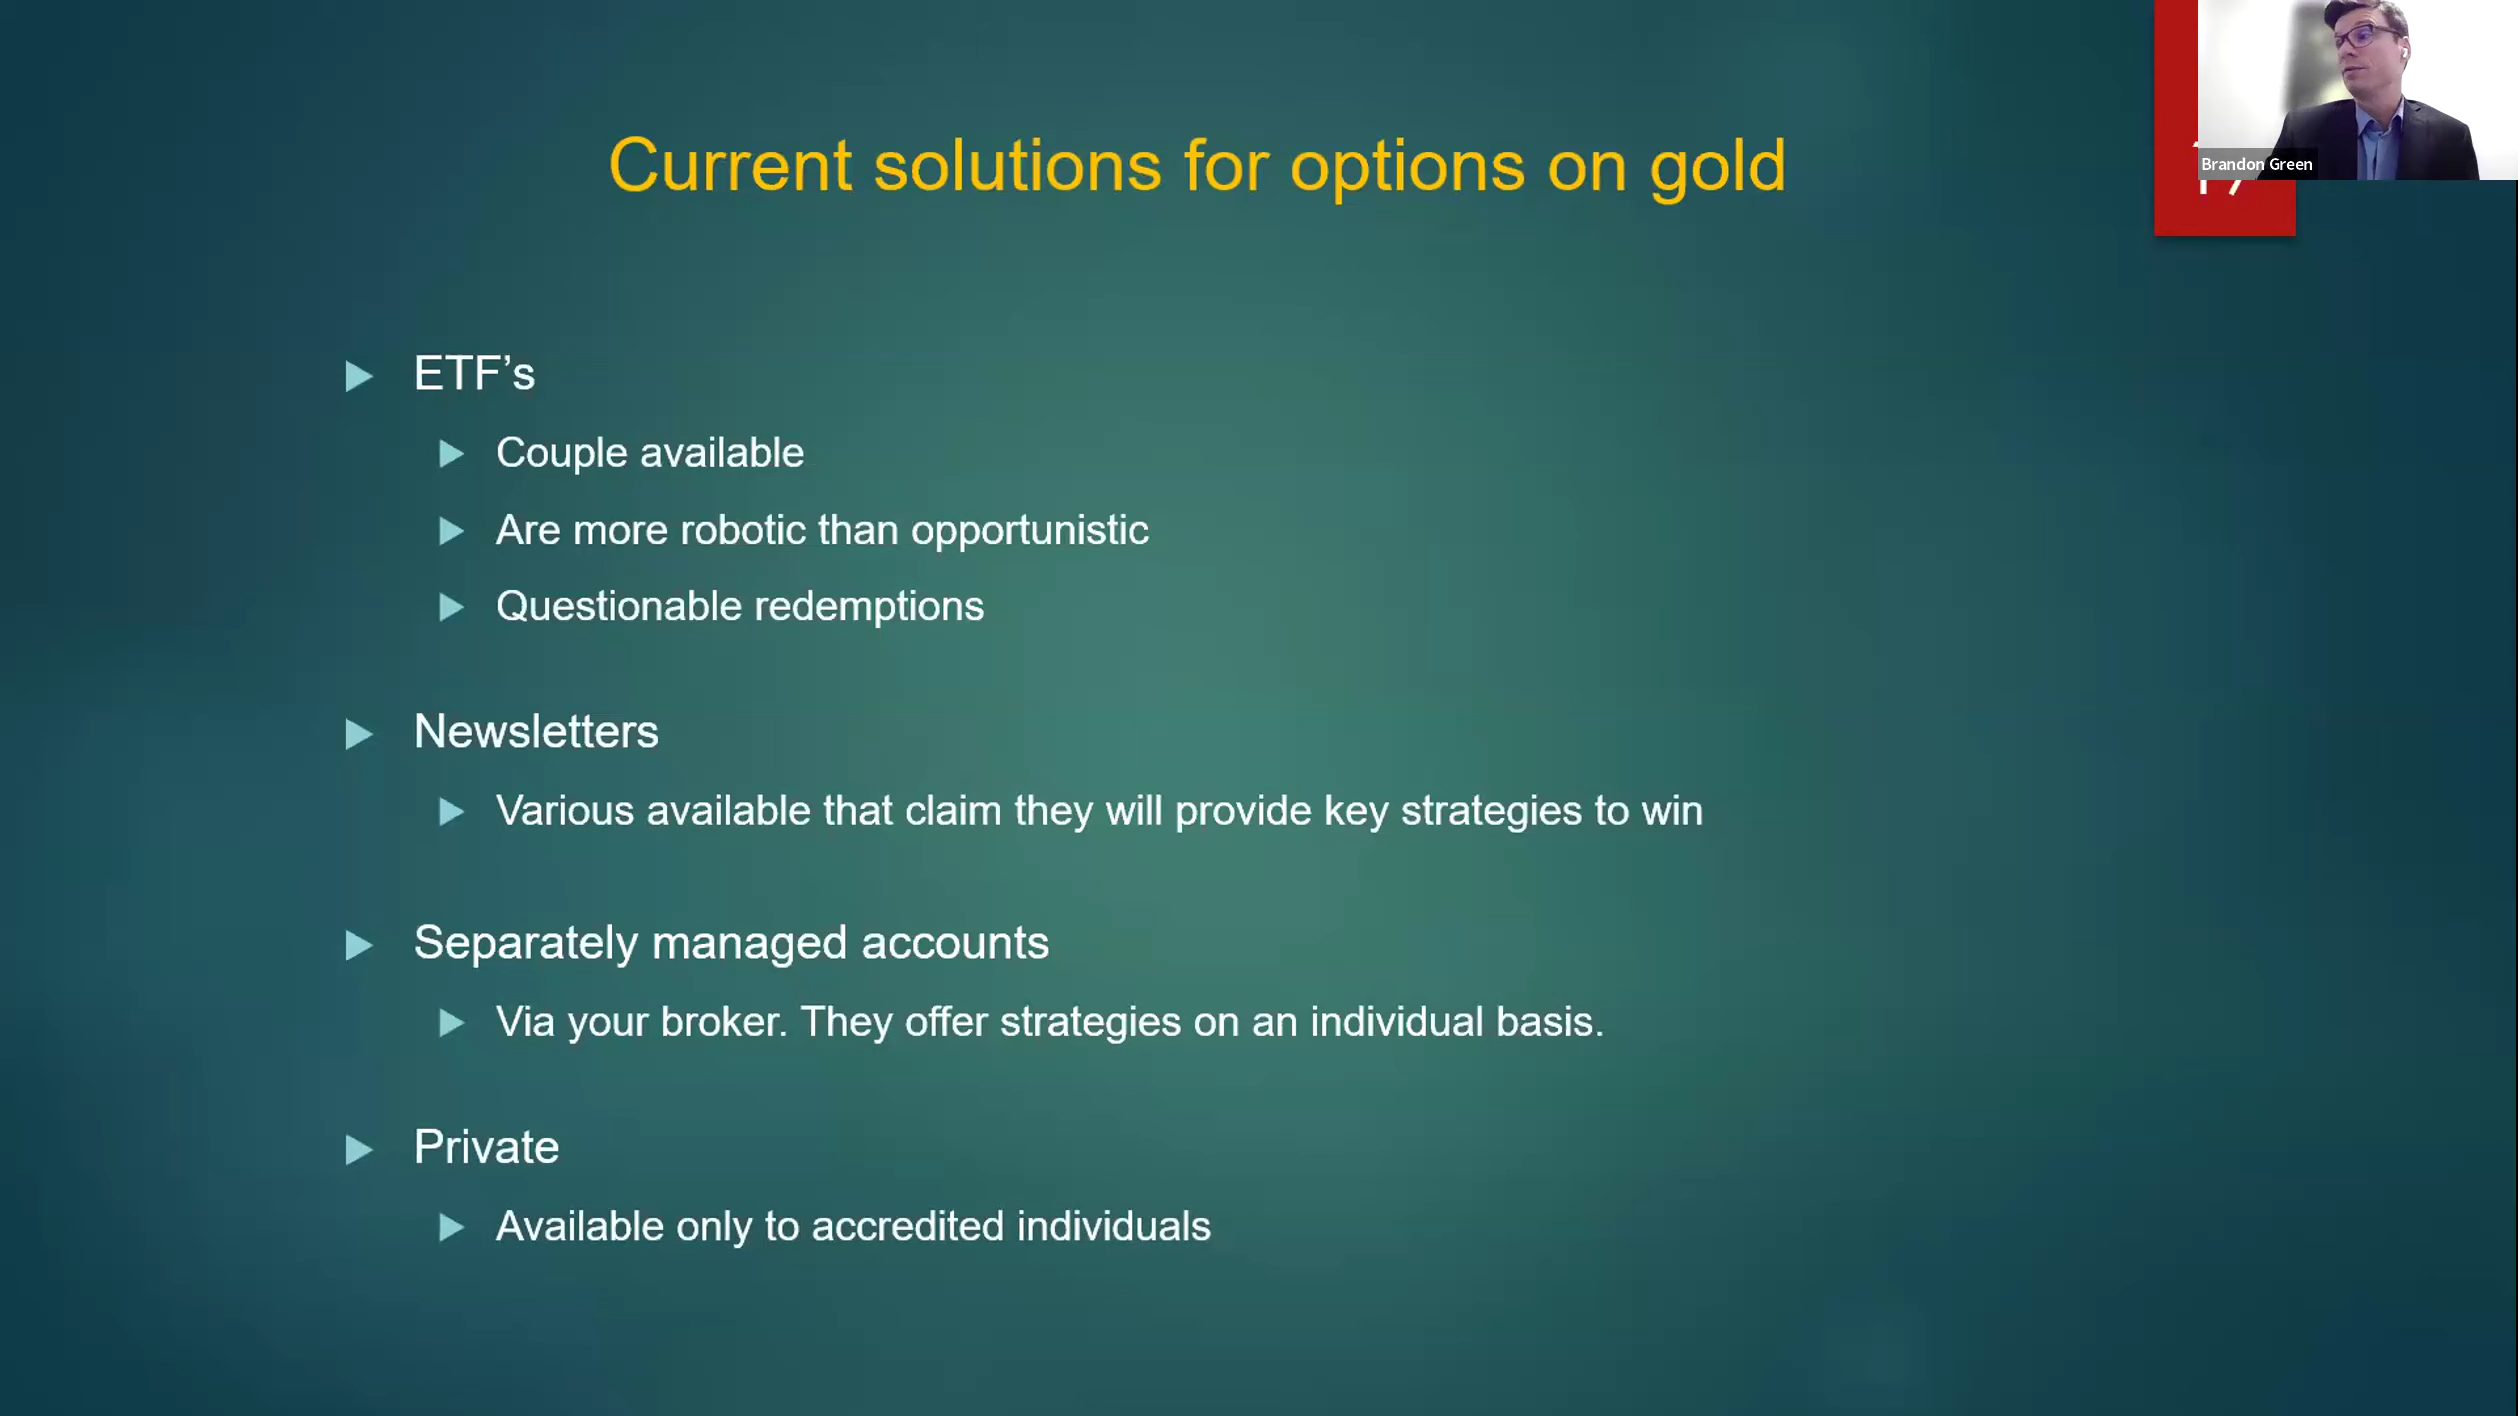 Current solutions for options on gold
Brandon Green
ETF’s
Couple available
Are more robotic than opportunistic
Questionable redemptions
Newsletters
Various available that claim they will provide key strategies to win
Separately managed accounts
Via your broker. They offer strategies on an individual basis.
Private
Available only to accredited individuals